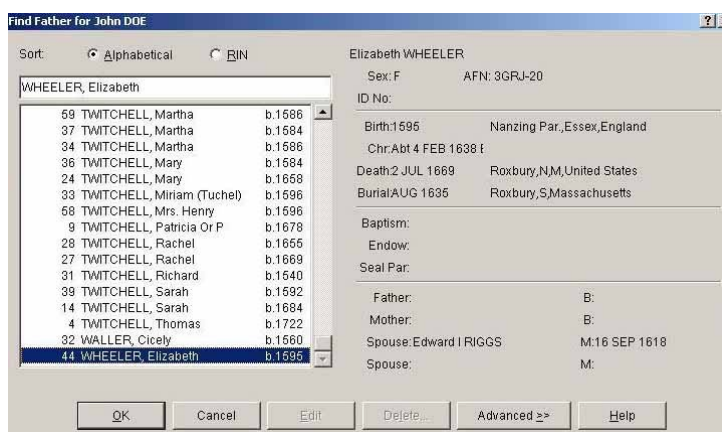 Find Father for John DOE
Sort: Alphabetical RIN
WHEELER, Elizabeth
59 TWITCHELL, Martha b.1586
37 TWITCHELL, Martha b.1584
34 TWITCHELL, Martha b.1586
36 TWITCHELL, Mary b.1584
24 TWITCHELL, Mary b.1658
33 TWITCHELL, Miriam (Tuchel) b.1596
58 TWITCHELL, Mrs. Henry b.1596
9 TWITCHELL, Patricia Or P b.1678
28 TWITCHELL, Rachel b.1655
27 TWITCHELL, Rachel b.1669
31 TWITCHELL, Richard b.1540
39 TWITCHELL, Sarah b.1592
14 TWITCHELL, Sarah b.1684
4 TWITCHELL, Thomas b.1722
32 WALLER, Cicely b.1560
44 WHEELER, Elizabeth b.1595
Elizabeth WHEELER
Sex: F AFN: 3GRJ-20
ID No:
Birth:1595 Nanzing Par.,Essex,England
Chr:Abt 4 FEB 1638 E
Death:2 JUL 1669 Roxbury,N,M,United States
Burial:AUG 1635 Roxbury,S,Massachusetts
Baptism:
Endow:
Seal Par:
Father: B:
Mother: B:
Spouse:Edward I RIGGS M:16 SEP 1618
Spouse: M:
OK Cancel Edit Delete... Advanced >> Help